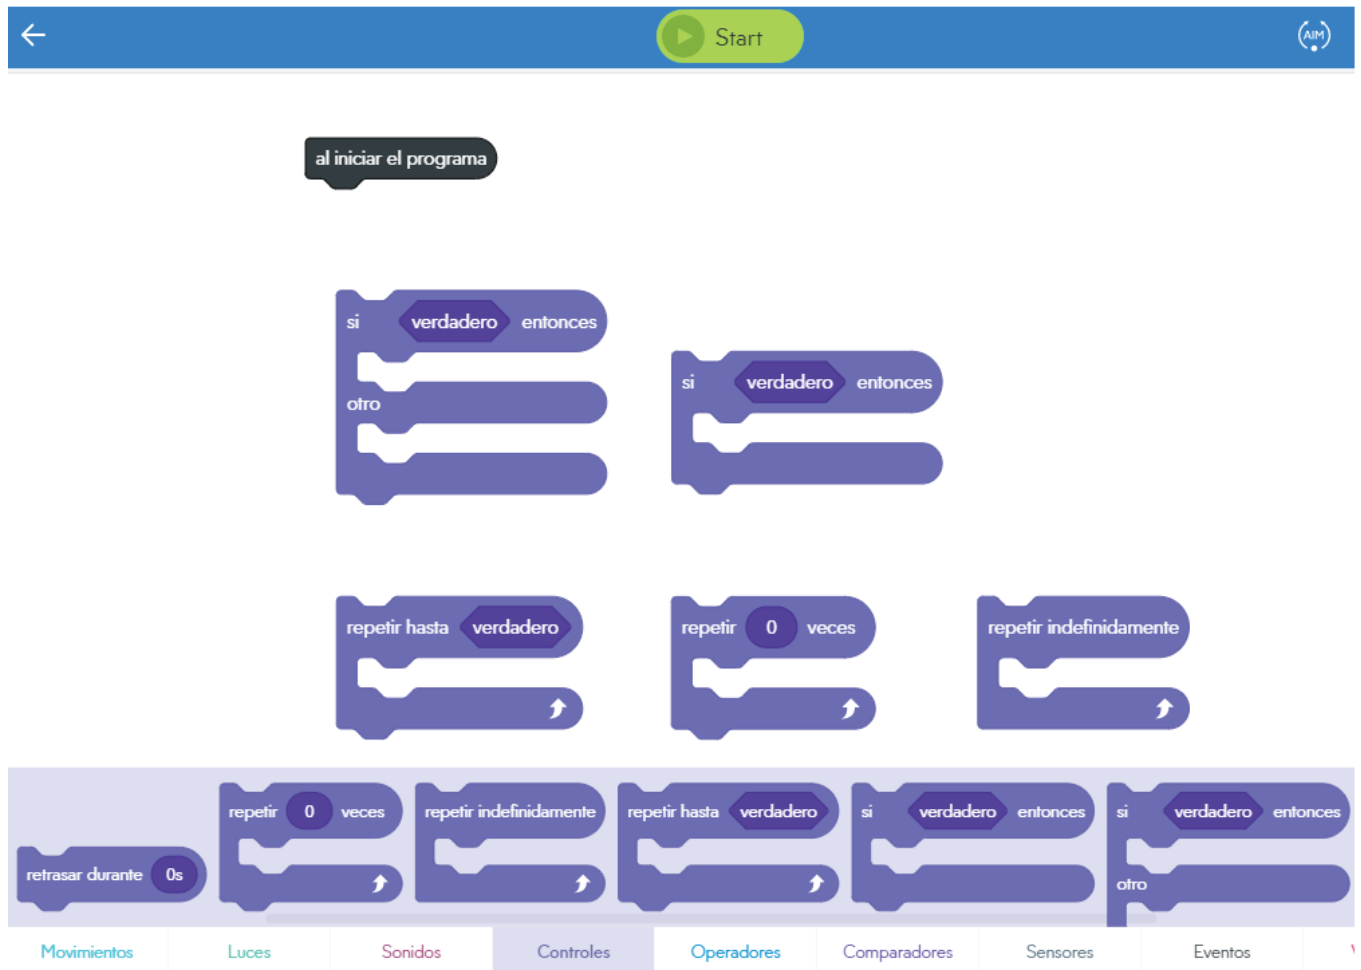 Start
AIM
al iniciar el programa
si verdadero entonces
otro
si verdadero entonces
repetir hasta verdadero
repetir 0 veces
repetir indefinidamente
retrasar durante 0s
repetir 0 veces
repetir indefinidamente
repetir hasta verdadero
si verdadero entonces
si verdadero entonces
otro
Movimientos Luces Sonidos Controles Operadores Comparadores Sensores Eventos